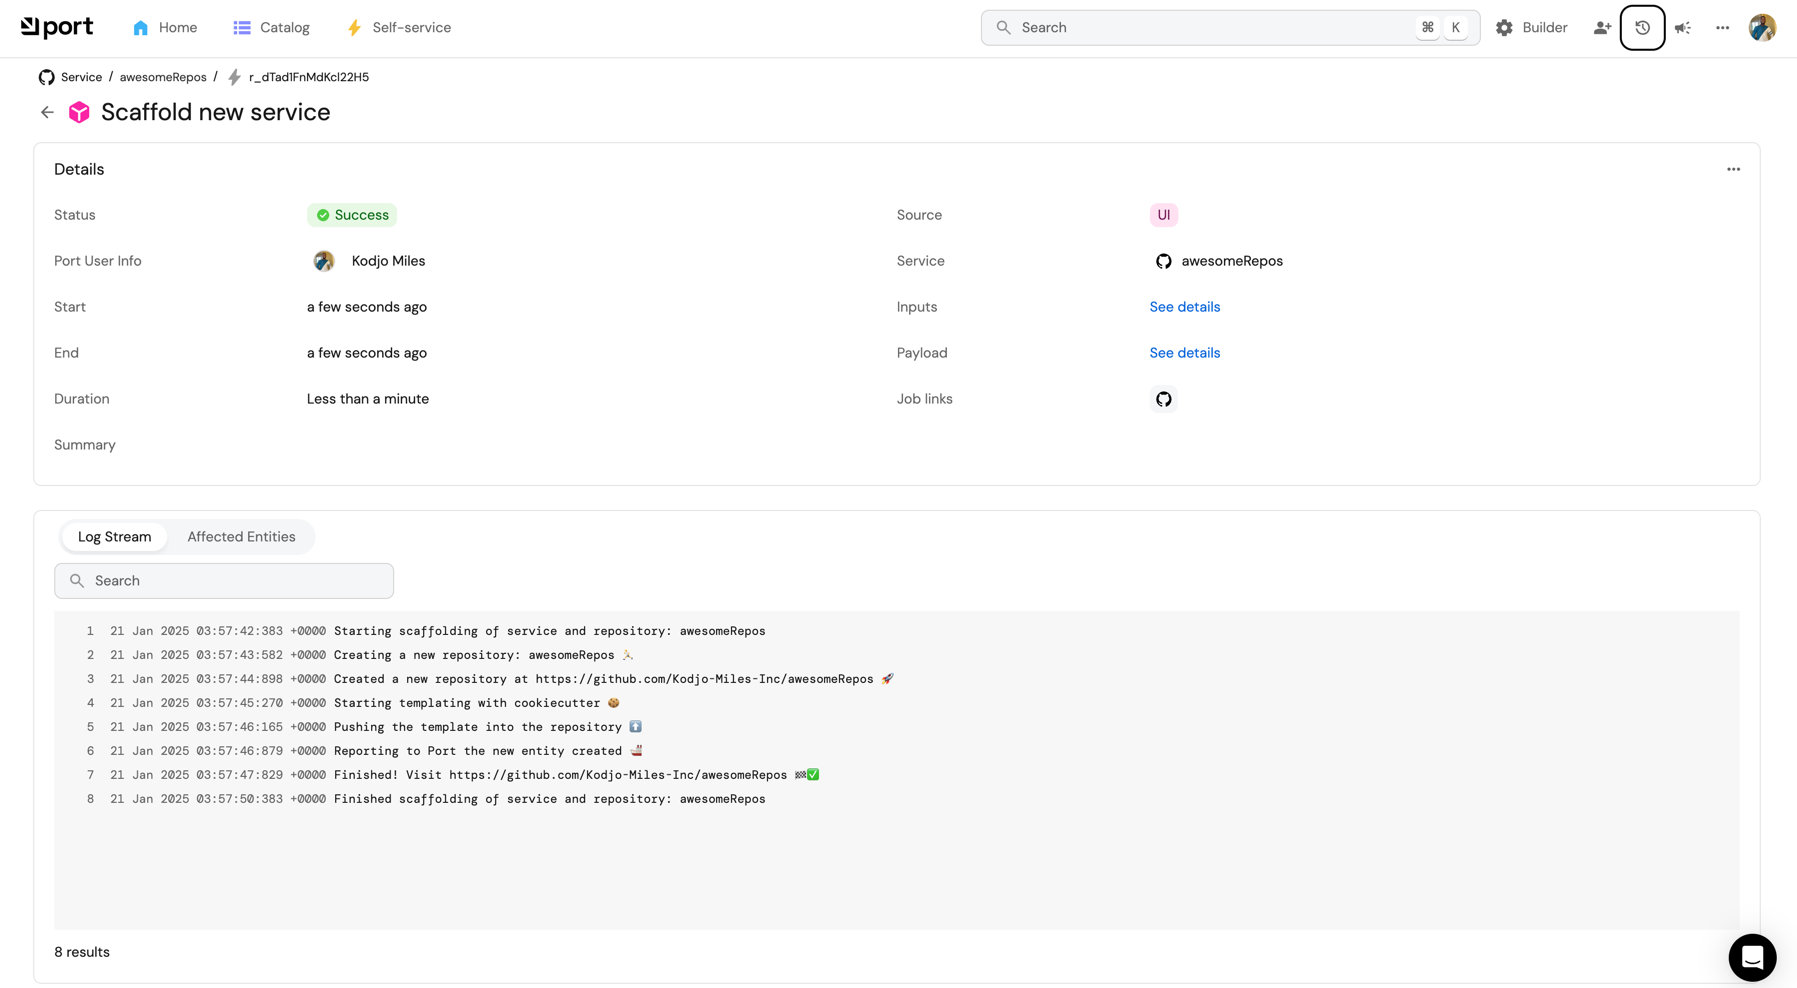 port Home Catalog Self-service Search ⌘ K Builder
Service / awesomeRepos / r_dTad1FnMdKcl22H5
Scaffold new service
Details
Status Success Source UI
Port User Info Kodjo Miles Service awesomeRepos
Start a few seconds ago Inputs See details
End a few seconds ago Payload See details
Duration Less than a minute Job links
Summary
Log Stream Affected Entities
Search
1 21 Jan 2025 03:57:42:383 +0000 Starting scaffolding of service and repository: awesomeRepos
2 21 Jan 2025 03:57:43:582 +0000 Creating a new repository: awesomeRepos 🏃
3 21 Jan 2025 03:57:44:898 +0000 Created a new repository at https://github.com/Kodjo-Miles-Inc/awesomeRepos 🚀
4 21 Jan 2025 03:57:45:270 +0000 Starting templating with cookiecutter 🍪
5 21 Jan 2025 03:57:46:165 +0000 Pushing the template into the repository ⬆️
6 21 Jan 2025 03:57:46:879 +0000 Reporting to Port the new entity created 🚢
7 21 Jan 2025 03:57:47:829 +0000 Finished! Visit https://github.com/Kodjo-Miles-Inc/awesomeRepos 🏁✅
8 21 Jan 2025 03:57:50:383 +0000 Finished scaffolding of service and repository: awesomeRepos
8 results